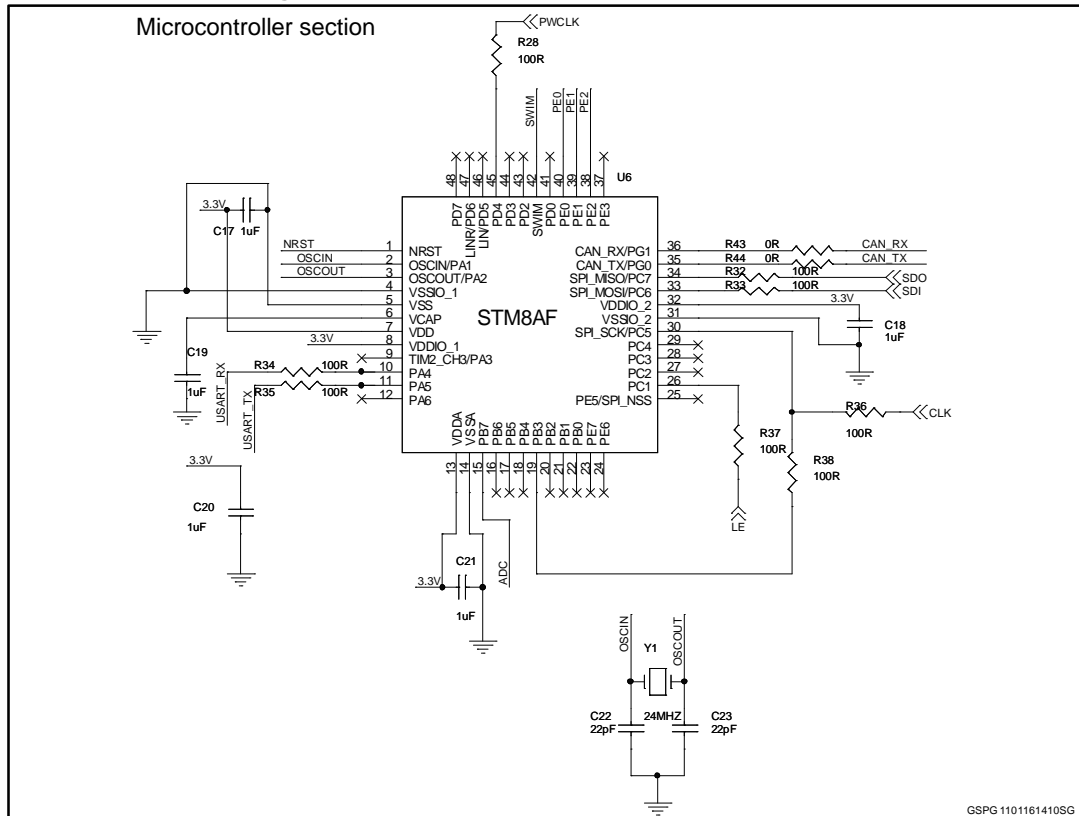 Microcontroller section
PWCLK
R28
100R
SWIM
PE0
PE1
PE2
U6
48
47
46
45
44
43
42
41
40
39
38
37
PD7
LINR/PD6
LIN/PD5
PD4
PD3
PD2
SWIM
PD0
PE0
PE1
PE2
PE3
3.3V
C17
1uF
NRST
OSCIN
OSCOUT
3.3V
1
2
3
4
5
6
7
8
9
10
11
12
NRST
OSCIN/PA1
OSCOUT/PA2
VSSIO_1
VSS
VCAP
VDD
VDDIO_1
TIM2_CH3/PA3
PA4
PA5
PA6
STM8AF
CAN_RX/PG1
CAN_TX/PG0
SPI_MISO/PC7
SPI_MOSI/PC6
VDDIO_2
VSSIO_2
SPI_SCK/PC5
PC4
PC3
PC2
PC1
PE5/SPI_NSS
36
35
34
33
32
31
30
29
28
27
26
25
R43 0R CAN_RX
R44 0R CAN_TX
R32 100R SDO
R33 100R SDI
3.3V
C18
1uF
C19
1uF
R34 100R
R35 100R
USART_RX
USART_TX
R36
100R
CLK
R37
100R
R38
100R
LE
VDDA
VSSA
PB7
PB6
PB5
PB4
PB3
PB2
PB1
PB0
PE7
PE6
13
14
15
16
17
18
19
20
21
22
23
24
3.3V
C20
1uF
3.3V
C21
1uF
ADC
OSCIN
OSCOUT
Y1
24MHZ
C22
22pF
C23
22pF
GSPG1101161410SG